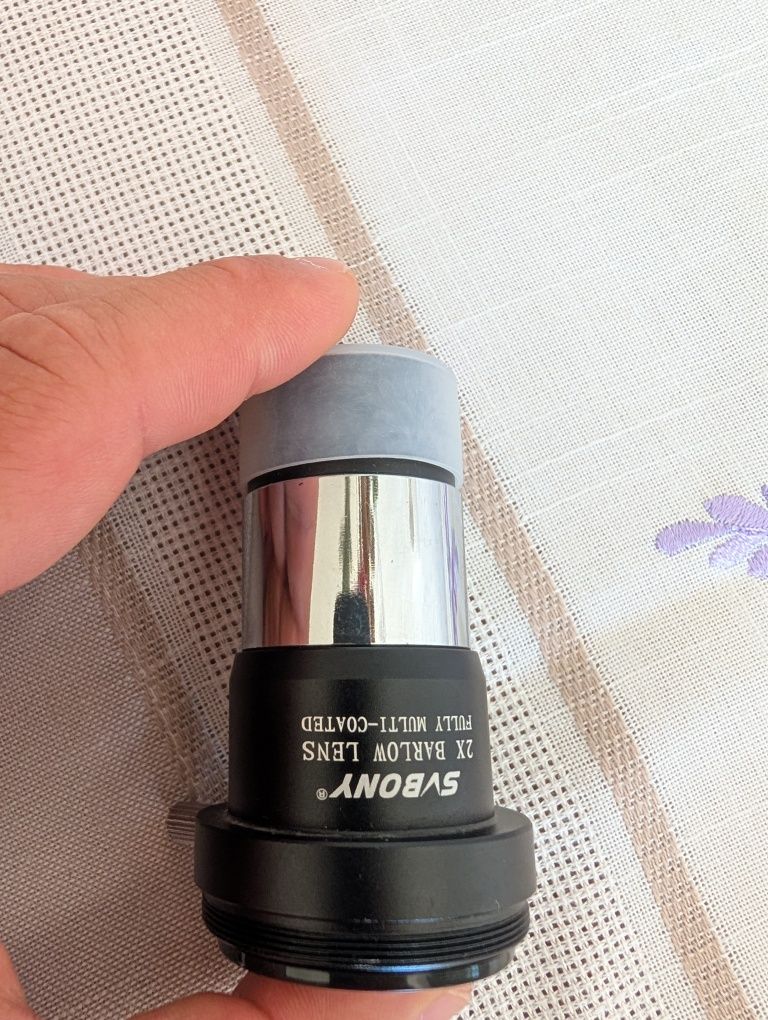 SVBONY®
2X BARLOW LENS
FULLY MULTI-COATED